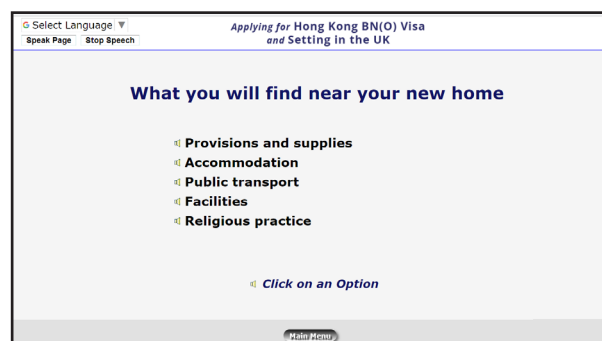 G Select Language ▼
Speak Page Stop Speech
Applying for Hong Kong BN(O) Visa
and Setting in the UK
What you will find near your new home
Provisions and supplies
Accommodation
Public transport
Facilities
Religious practice
Click on an Option
Main Menu